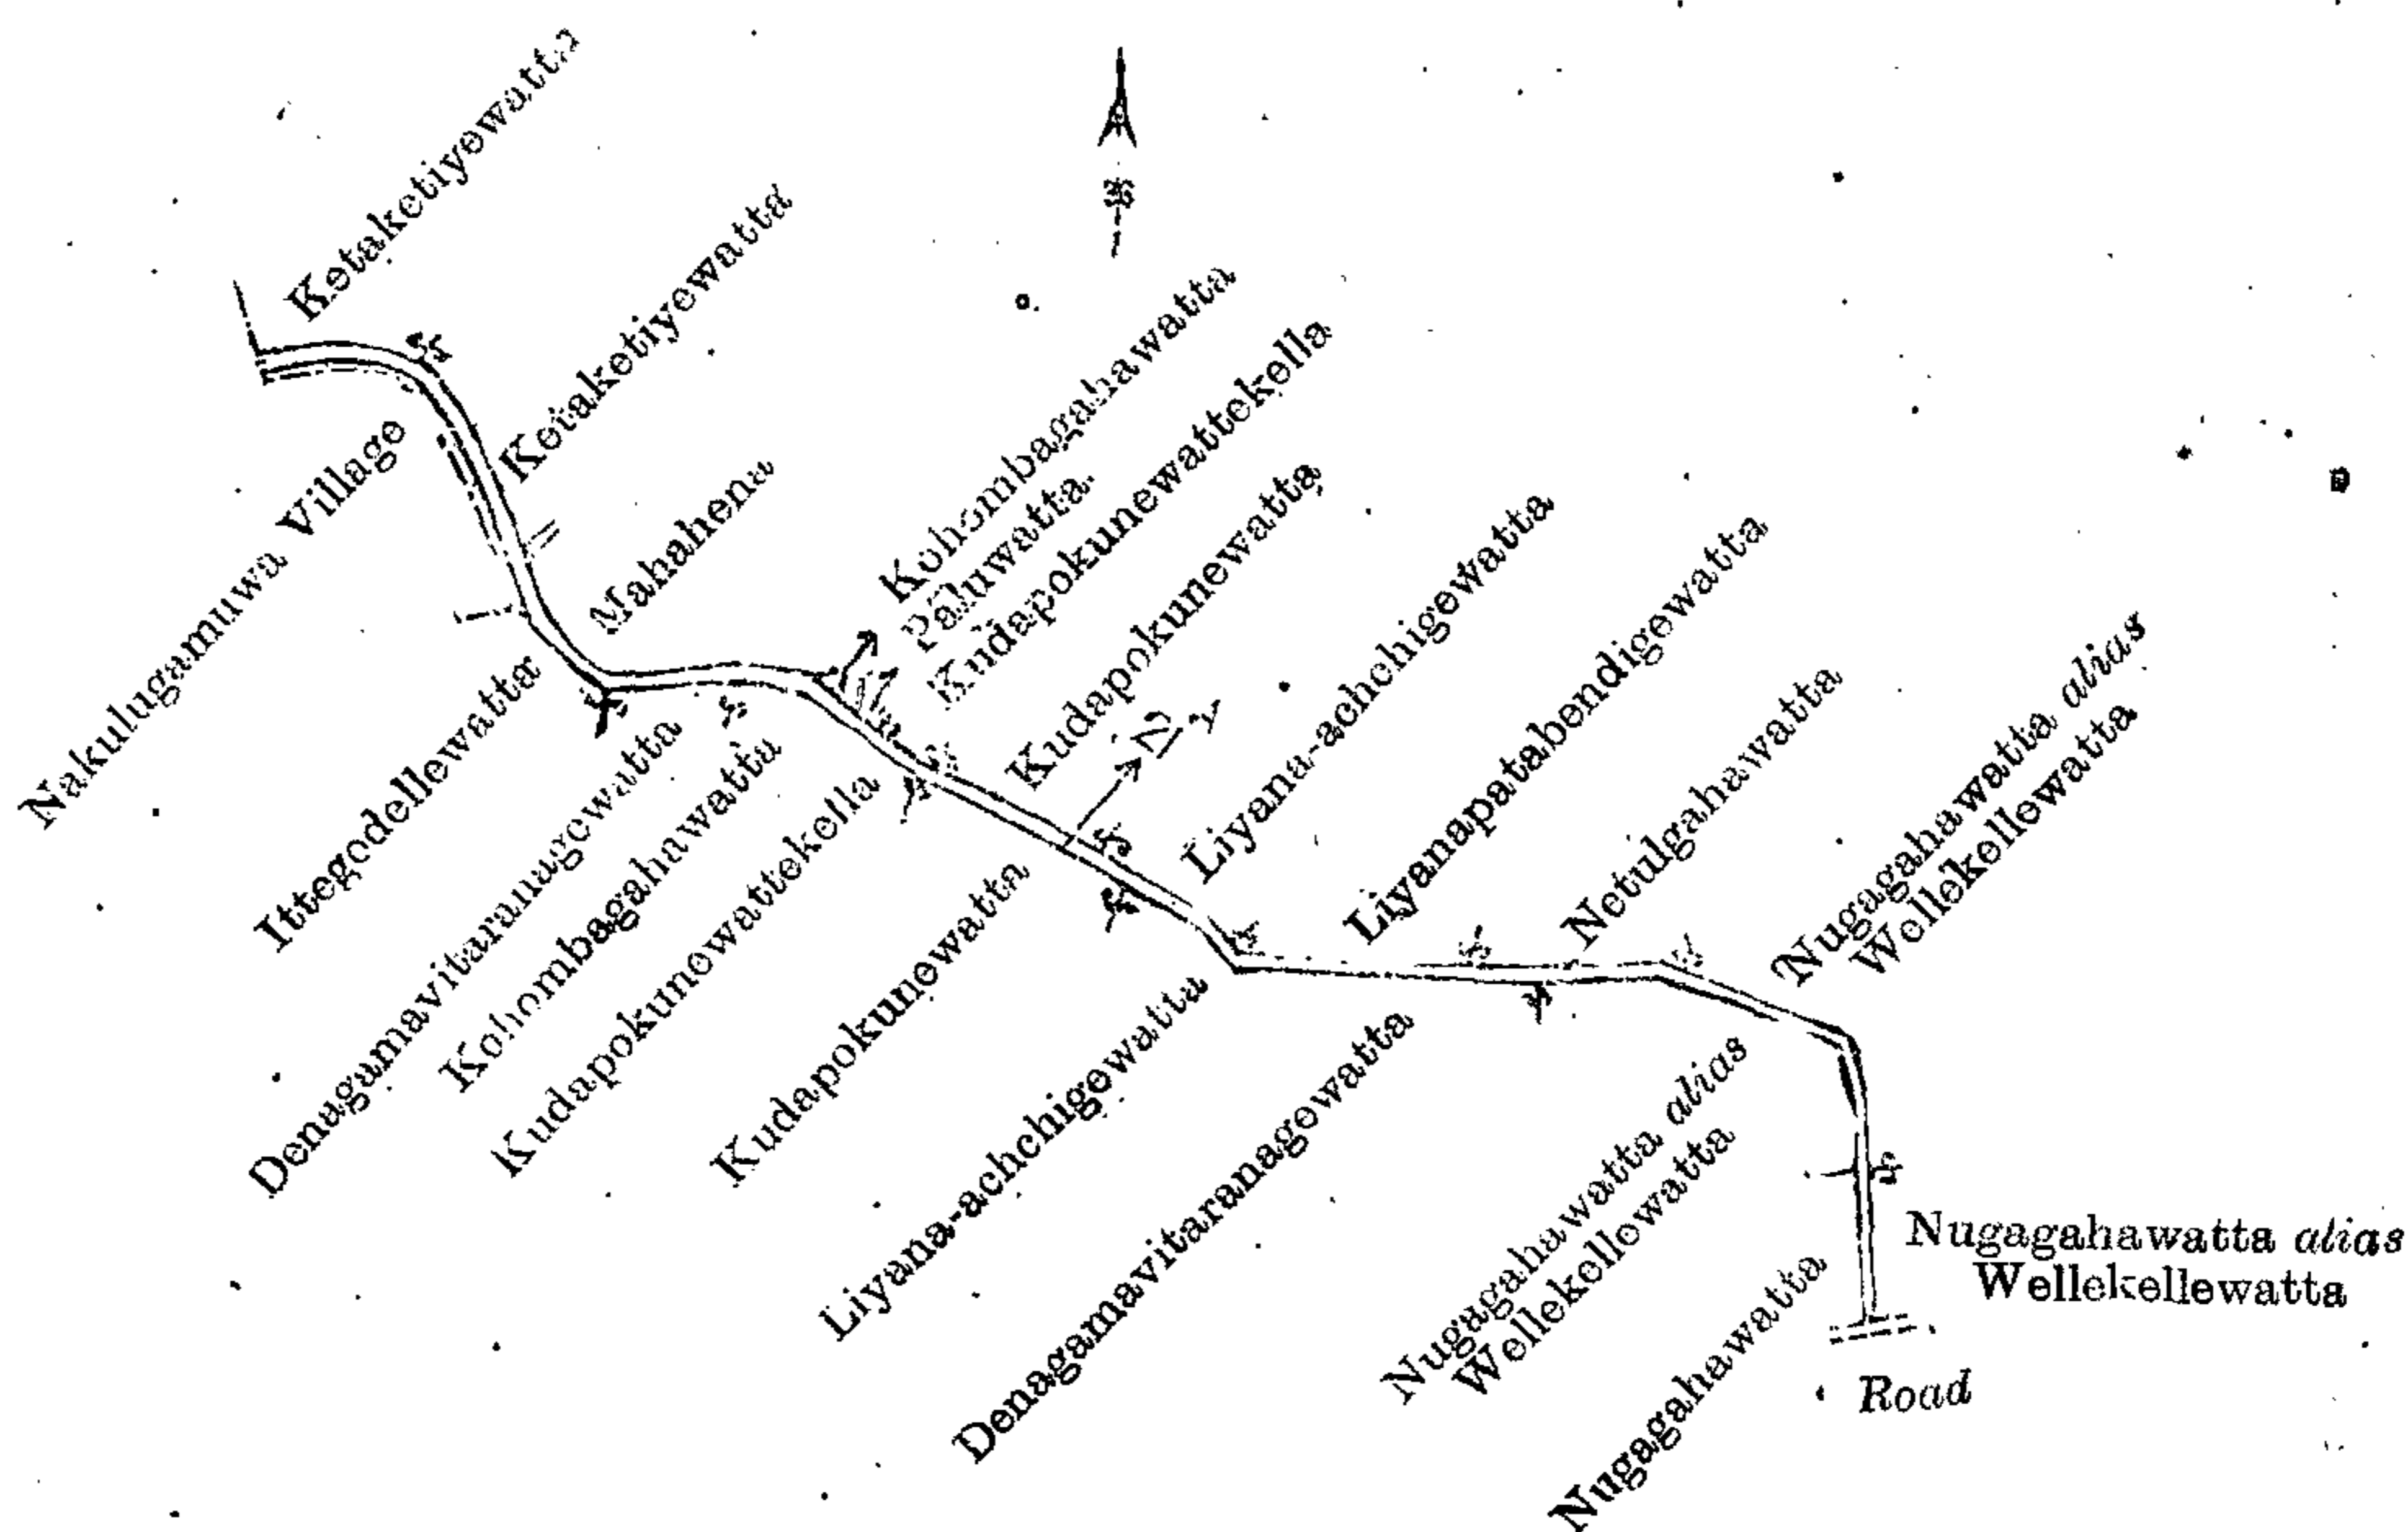 Ketaketiyewatta
Ketaketiyewatta
Mahahena
Kohombagahawatta
Paluwatta.
Kudapokunewattekella
Kudapokunewatta
Liyana-achchigewatta
Liyanapatabendigewatta
Netulgahawatta
Nugagahawatta alias
Wellekellewatta
Nakulugamuwa Village
Ittegodellewatta
Denagamavitaranagewatta
Kohombagahawatta
Kudapokunewattekella
Kudapokunewatta
Liyana-achchigewatta
Denagamavitaranagewatta
Nugagahawatta alias
Wellekellewatta
Nugagahawatta
Nugagahawatta alias
Wellekellewatta
Road